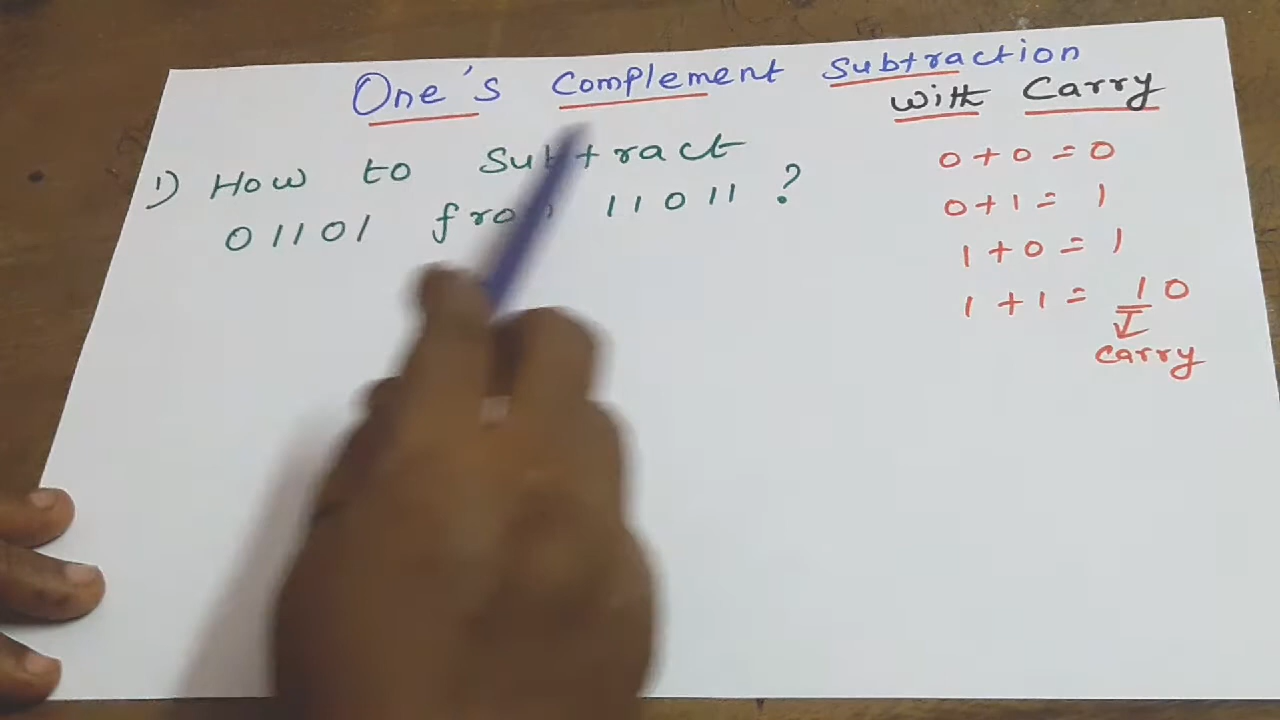 One's Complement Subtraction
With Carry
1) How to Subtract
01101 from 11011 ?
0+0=0
0+1= 1
1+0= 1
1+1= 10
Carry